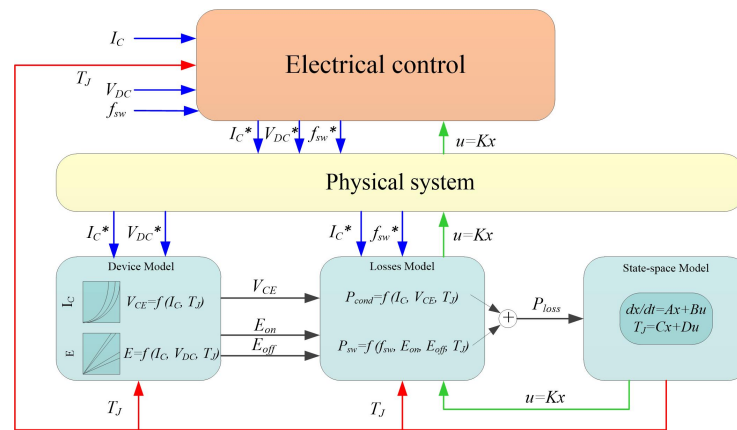 I_C
Electrical control
T_J
V_DC
f_sw
I_C* V_DC* f_sw*
u=Kx
Physical system
I_C* V_DC*
I_C* f_sw*
u=Kx
Device Model
I_C
V_CE=f(I_C, T_J)
E
E=f(I_C, V_DC, T_J)
V_CE
E_on
E_off
Losses Model
P_cond=f(I_C, V_CE, T_J)
P_sw=f(f_sw, E_on, E_off, T_J)
+
P_loss
State-space Model
dx/dt=Ax+Bu
T_J=Cx+Du
T_J
T_J
u=Kx